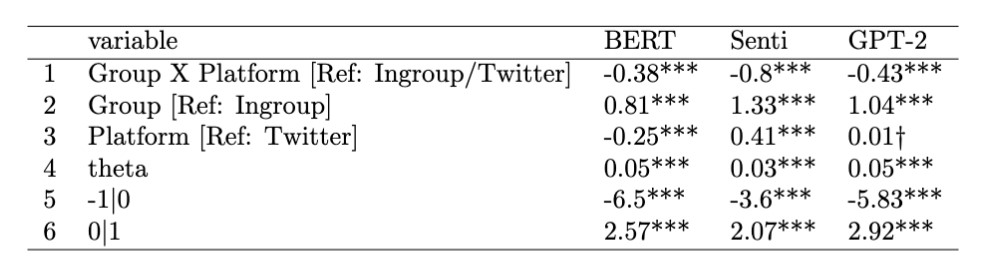 variable BERT Senti GPT-2
1 Group X Platform [Ref: Ingroup/Twitter] -0.38*** -0.8*** -0.43***
2 Group [Ref: Ingroup] 0.81*** 1.33*** 1.04***
3 Platform [Ref: Twitter] -0.25*** 0.41*** 0.01†
4 theta 0.05*** 0.03*** 0.05***
5 -1|0 -6.5*** -3.6*** -5.83***
6 0|1 2.57*** 2.07*** 2.92***